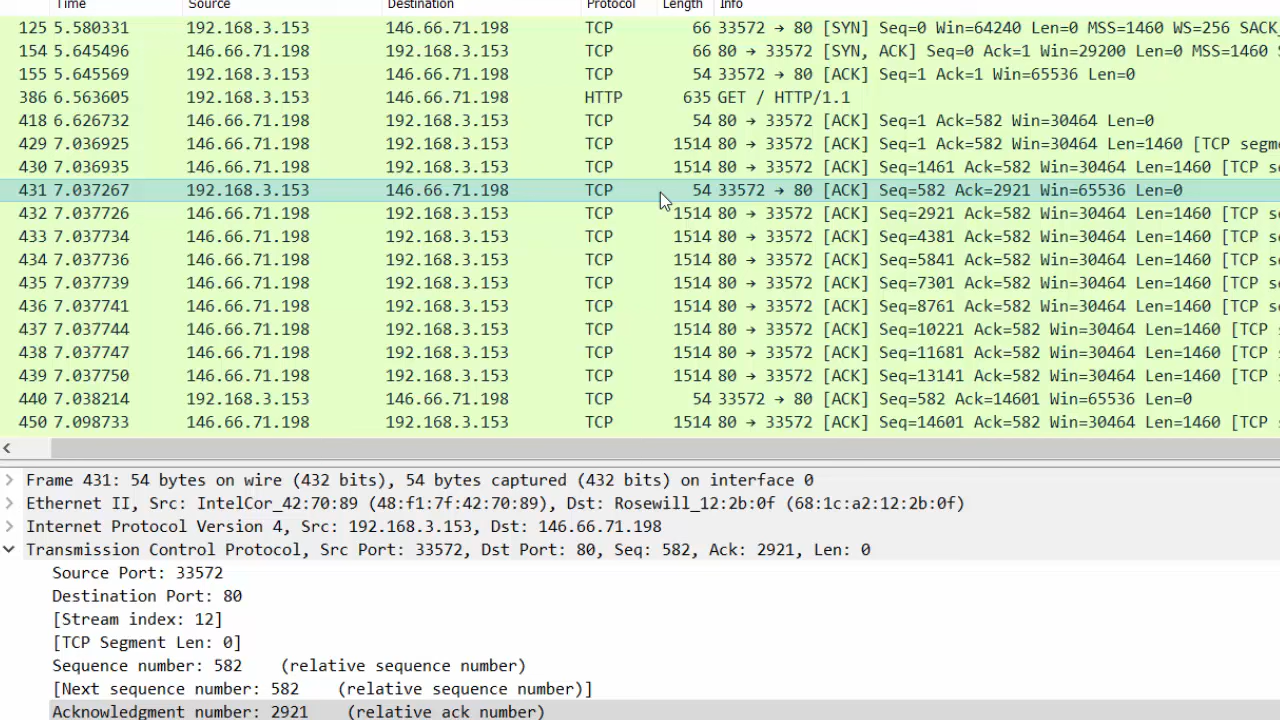 Time Source Destination Protocol Length Info
125 5.580331 192.168.3.153 146.66.71.198 TCP 66 33572 → 80 [SYN] Seq=0 Win=64240 Len=0 MSS=1460 WS=256 SACK_
154 5.645496 146.66.71.198 192.168.3.153 TCP 66 80 → 33572 [SYN, ACK] Seq=0 Ack=1 Win=29200 Len=0 MSS=1460
155 5.645569 192.168.3.153 146.66.71.198 TCP 54 33572 → 80 [ACK] Seq=1 Ack=1 Win=65536 Len=0
386 6.563605 192.168.3.153 146.66.71.198 HTTP 635 GET / HTTP/1.1
418 6.626732 146.66.71.198 192.168.3.153 TCP 54 80 → 33572 [ACK] Seq=1 Ack=582 Win=30464 Len=0
429 7.036925 146.66.71.198 192.168.3.153 TCP 1514 80 → 33572 [ACK] Seq=1 Ack=582 Win=30464 Len=1460 [TCP segme
430 7.036935 146.66.71.198 192.168.3.153 TCP 1514 80 → 33572 [ACK] Seq=1461 Ack=582 Win=30464 Len=1460 [TCP se
431 7.037267 192.168.3.153 146.66.71.198 TCP 54 33572 → 80 [ACK] Seq=582 Ack=2921 Win=65536 Len=0
432 7.037726 146.66.71.198 192.168.3.153 TCP 1514 80 → 33572 [ACK] Seq=2921 Ack=582 Win=30464 Len=1460 [TCP se
433 7.037734 146.66.71.198 192.168.3.153 TCP 1514 80 → 33572 [ACK] Seq=4381 Ack=582 Win=30464 Len=1460 [TCP se
434 7.037736 146.66.71.198 192.168.3.153 TCP 1514 80 → 33572 [ACK] Seq=5841 Ack=582 Win=30464 Len=1460 [TCP se
435 7.037739 146.66.71.198 192.168.3.153 TCP 1514 80 → 33572 [ACK] Seq=7301 Ack=582 Win=30464 Len=1460 [TCP se
436 7.037741 146.66.71.198 192.168.3.153 TCP 1514 80 → 33572 [ACK] Seq=8761 Ack=582 Win=30464 Len=1460 [TCP se
437 7.037744 146.66.71.198 192.168.3.153 TCP 1514 80 → 33572 [ACK] Seq=10221 Ack=582 Win=30464 Len=1460 [TCP s
438 7.037747 146.66.71.198 192.168.3.153 TCP 1514 80 → 33572 [ACK] Seq=11681 Ack=582 Win=30464 Len=1460 [TCP s
439 7.037750 146.66.71.198 192.168.3.153 TCP 1514 80 → 33572 [ACK] Seq=13141 Ack=582 Win=30464 Len=1460 [TCP s
440 7.038214 192.168.3.153 146.66.71.198 TCP 54 33572 → 80 [ACK] Seq=582 Ack=14601 Win=65536 Len=0
450 7.098733 146.66.71.198 192.168.3.153 TCP 1514 80 → 33572 [ACK] Seq=14601 Ack=582 Win=30464 Len=1460 [TCP s
Frame 431: 54 bytes on wire (432 bits), 54 bytes captured (432 bits) on interface 0
Ethernet II, Src: IntelCor_42:70:89 (48:f1:7f:42:70:89), Dst: Rosewill_12:2b:0f (68:1c:a2:12:2b:0f)
Internet Protocol Version 4, Src: 192.168.3.153, Dst: 146.66.71.198
Transmission Control Protocol, Src Port: 33572, Dst Port: 80, Seq: 582, Ack: 2921, Len: 0
Source Port: 33572
Destination Port: 80
[Stream index: 12]
[TCP Segment Len: 0]
Sequence number: 582 (relative sequence number)
[Next sequence number: 582 (relative sequence number)]
Acknowledgment number: 2921 (relative ack number)